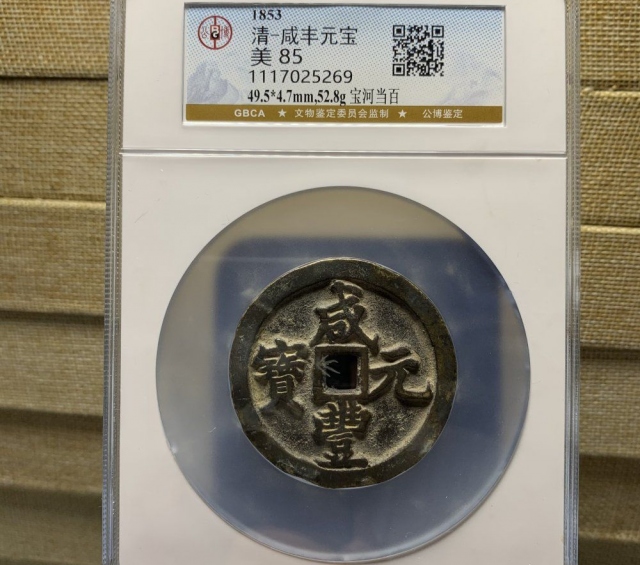 1853
清-咸丰元宝
美 85
1117025269
49.5*4.7mm,52.8g 宝河当百
GBCA ★ 文物鉴定委员会监制 ★ 公博鉴定
咸
寶 元
豐